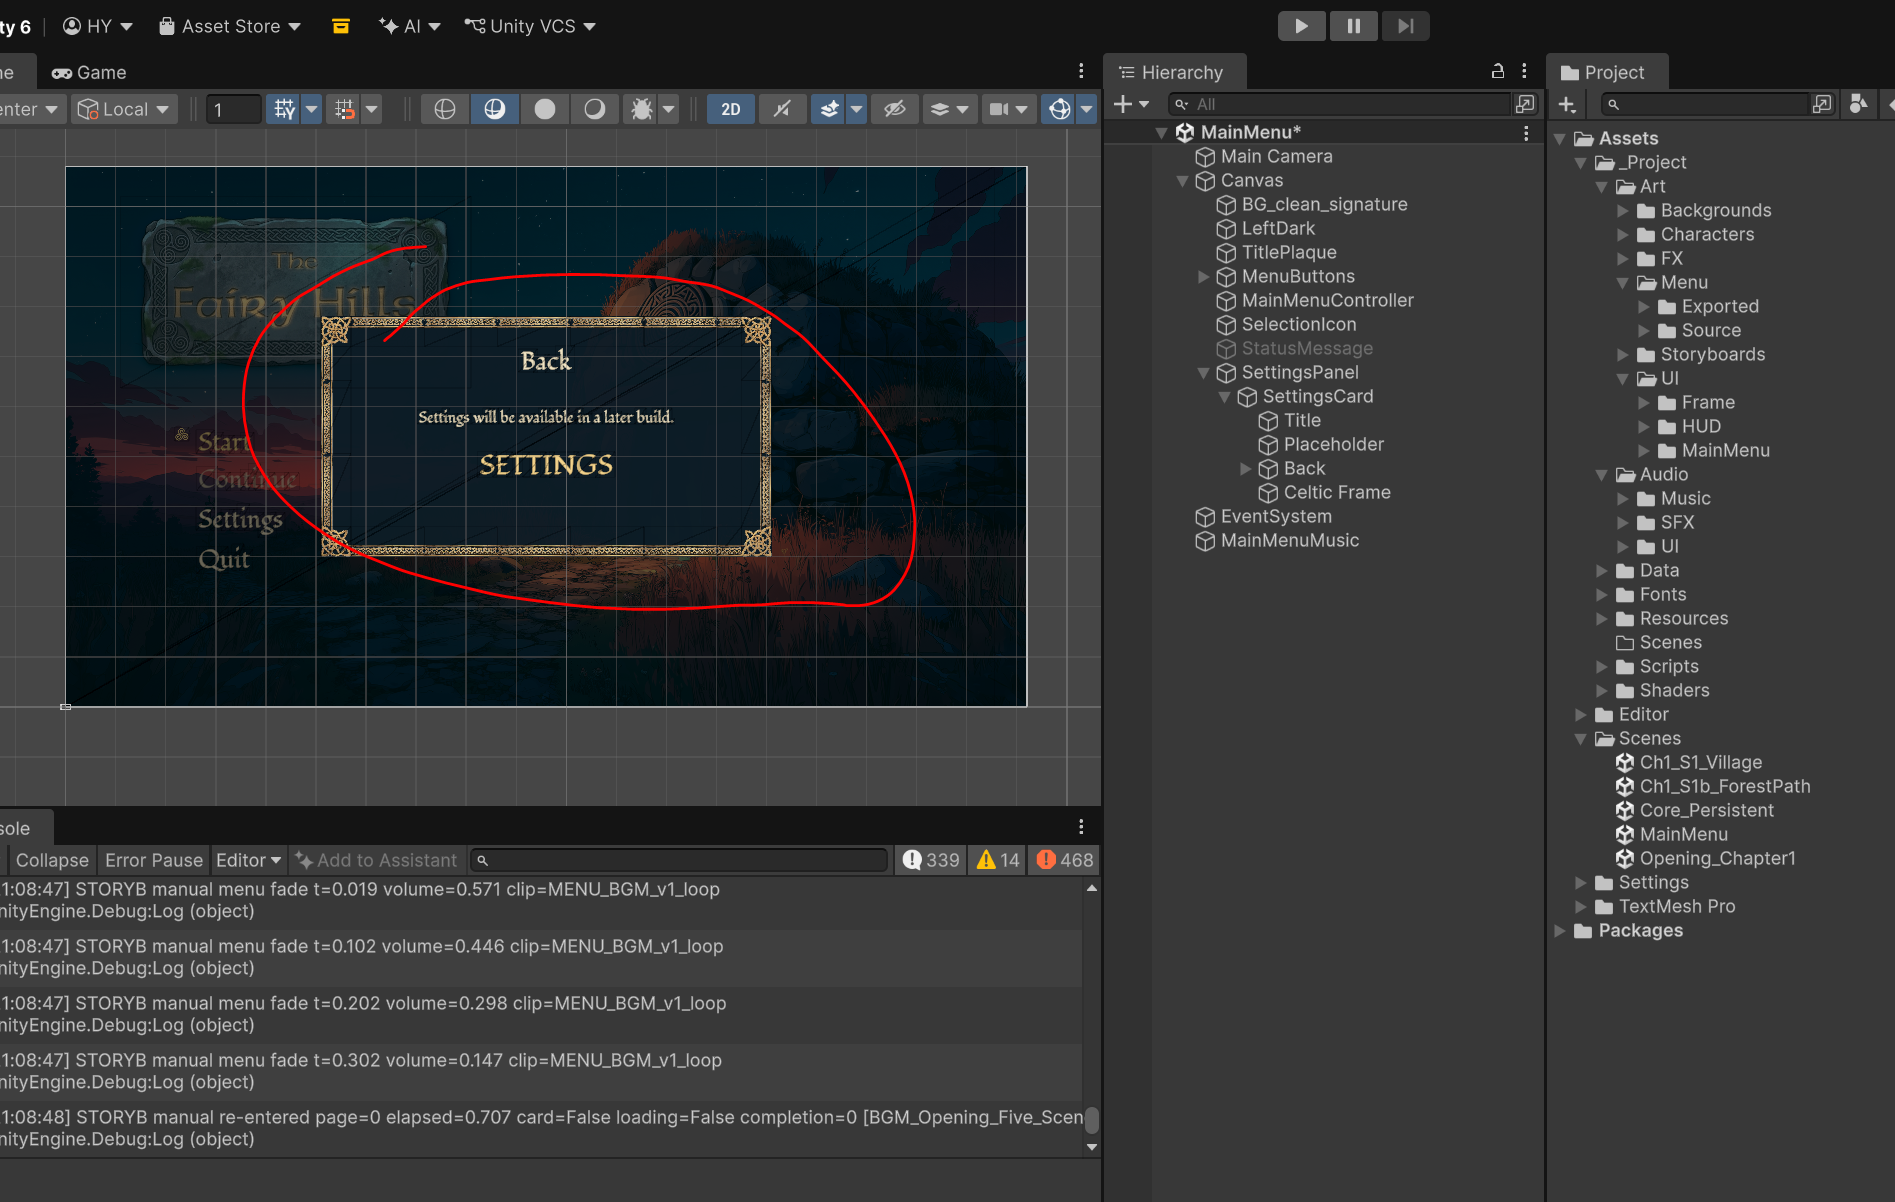 ty 6
HY
Asset Store
AI
Unity VCS
ne
Game
enter
Local
1
2D
The
Fairy Hills
Back
Settings will be available in a later build.
SETTINGS
Start
Continue
Settings
Quit
sole
Collapse
Error Pause
Editor
Add to Assistant
339
14
468
1:08:47] STORYB manual menu fade t=0.019 volume=0.571 clip=MENU_BGM_v1_loop
nityEngine.Debug:Log (object)
1:08:47] STORYB manual menu fade t=0.102 volume=0.446 clip=MENU_BGM_v1_loop
nityEngine.Debug:Log (object)
1:08:47] STORYB manual menu fade t=0.202 volume=0.298 clip=MENU_BGM_v1_loop
nityEngine.Debug:Log (object)
1:08:47] STORYB manual menu fade t=0.302 volume=0.147 clip=MENU_BGM_v1_loop
nityEngine.Debug:Log (object)
1:08:48] STORYB manual re-entered page=0 elapsed=0.707 card=False loading=False completion=0 [BGM_Opening_Five_Scen
nityEngine.Debug:Log (object)
Hierarchy
All
MainMenu*
Main Camera
Canvas
BG_clean_signature
LeftDark
TitlePlaque
MenuButtons
MainMenuController
SelectionIcon
StatusMessage
SettingsPanel
SettingsCard
Title
Placeholder
Back
Celtic Frame
EventSystem
MainMenuMusic
Project
Assets
_Project
Art
Backgrounds
Characters
FX
Menu
Exported
Source
Storyboards
UI
Frame
HUD
MainMenu
Audio
Music
SFX
UI
Data
Fonts
Resources
Scenes
Scripts
Shaders
Editor
Scenes
Ch1_S1_Village
Ch1_S1b_ForestPath
Core_Persistent
MainMenu
Opening_Chapter1
Settings
TextMesh Pro
Packages